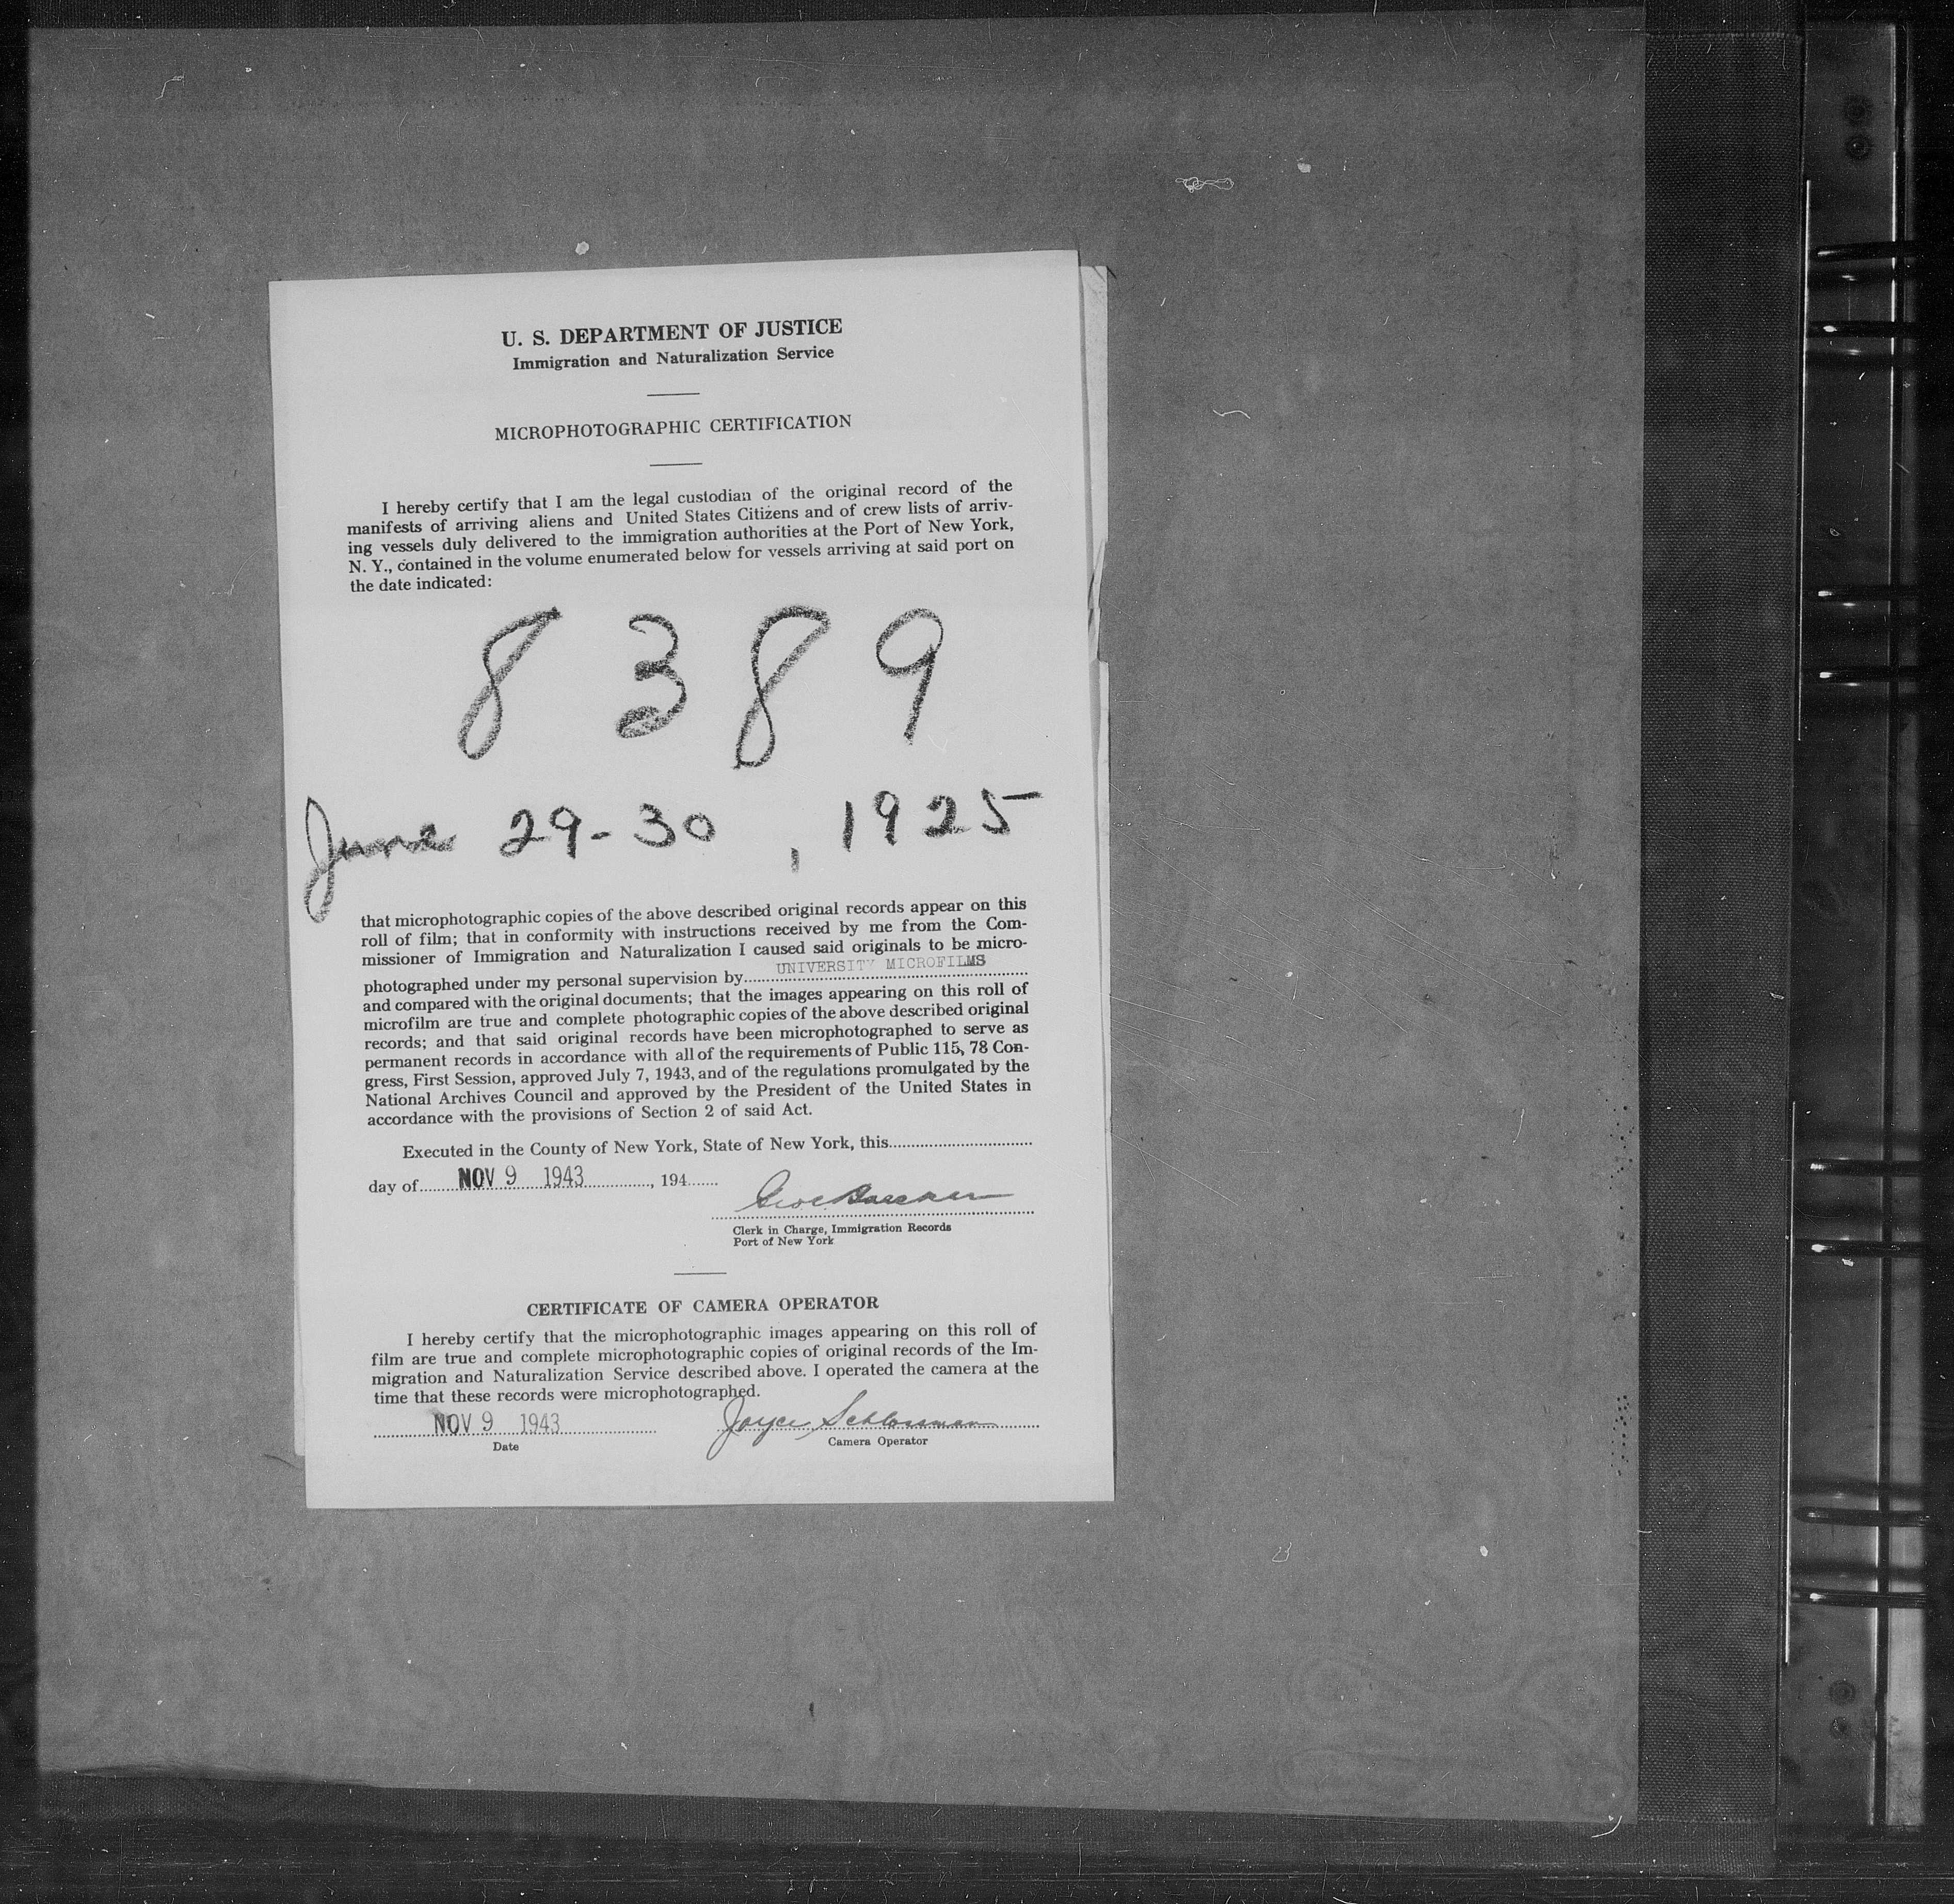 U. S. DEPARTMENT OF JUSTICE
Immigration and Naturalization Service
MICROPHOTOGRAPHIC CERTIFICATION
I hereby certify that I am the legal custodian of the original record of the
manifests of arriving aliens and United States Citizens and of crew lists of arriv-
ing vessels duly delivered to the immigration authorities at the Port of New York,
N. Y., contained in the volume enumerated below for vessels arriving at said port on
the date indicated:
8 3 8 9
June 29-30, 1925
that microphotographic copies of the above described original records appear on this
roll of film; that in conformity with instructions received by me from the Com-
missioner of Immigration and Naturalization I caused said originals to be micro-
photographed under my personal supervision by UNIVERSITY MICROFILMS
and compared with the original documents; that the images appearing on this roll of
microfilm are true and complete photographic copies of the above described original
records; and that said original records have been microphotographed to serve as
permanent records in accordance with all of the requirements of Public 115, 78 Con-
gress, First Session, approved July 7, 1943, and of the regulations promulgated by the
National Archives Council and approved by the President of the United States in
accordance with the provisions of Section 2 of said Act.
Executed in the County of New York, State of New York, this
day of NOV 9 1943, 194
Clerk in Charge, Immigration Records
Port of New York
CERTIFICATE OF CAMERA OPERATOR
I hereby certify that the microphotographic images appearing on this roll of
film are true and complete microphotographic copies of original records of the Im-
migration and Naturalization Service described above. I operated the camera at the
time that these records were microphotographed.
NOV 9 1943 Joyce Schlossman
Date Camera Operator